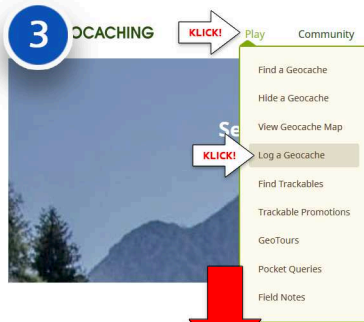 3 OCACHING KLICK! Play Community
Find a Geocache
Hide a Geocache
View Geocache Map
Se
KLICK! Log a Geocache
Find Trackables
Trackable Promotions
GeoTours
Pocket Queries
Field Notes